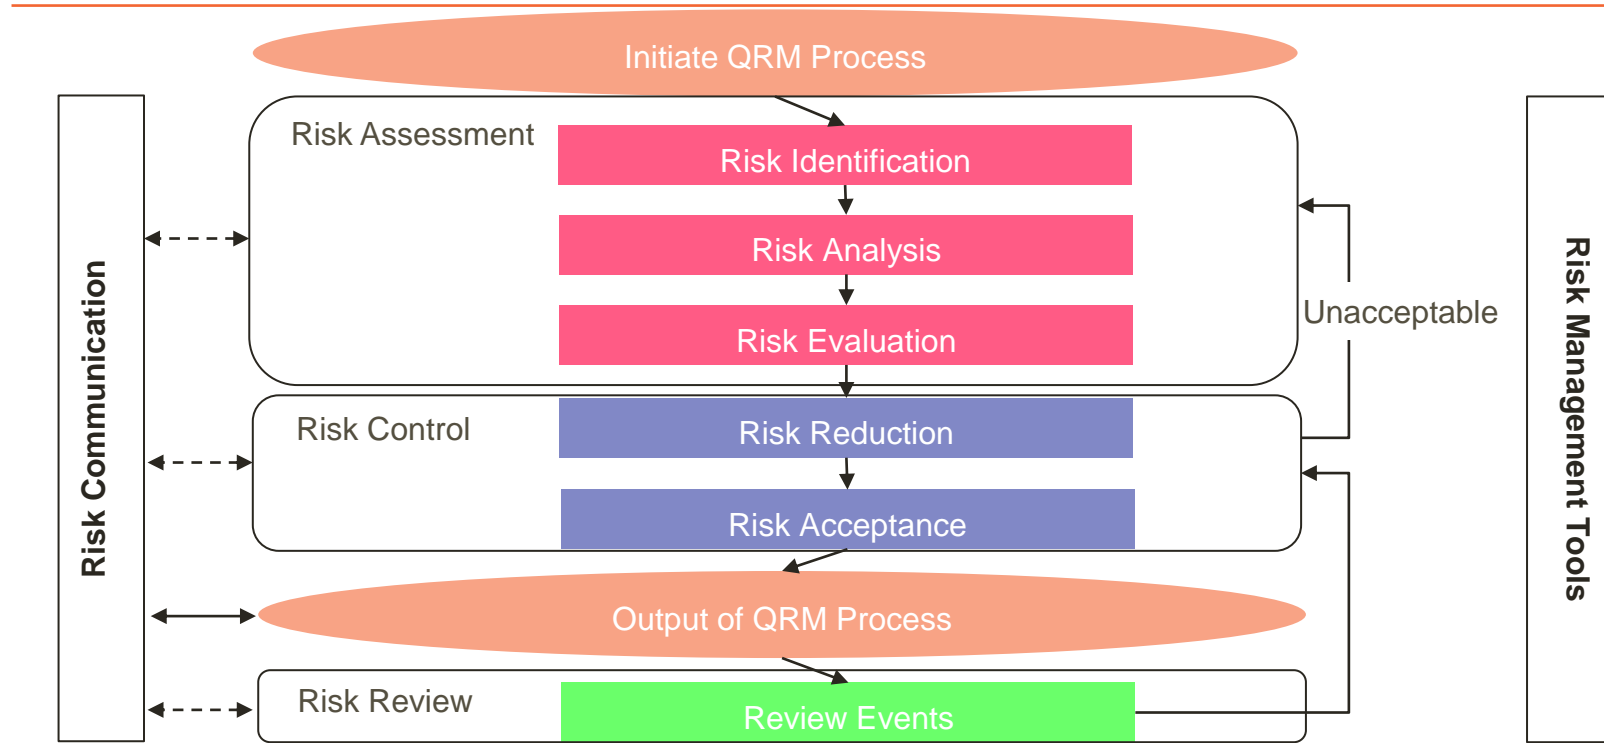 Initiate QRM Process
Risk Assessment
Risk Identification
Risk Analysis
Risk Evaluation
Unacceptable
Risk Control
Risk Reduction
Risk Acceptance
Output of QRM Process
Risk Review
Review Events
Risk Communication
Risk Management Tools